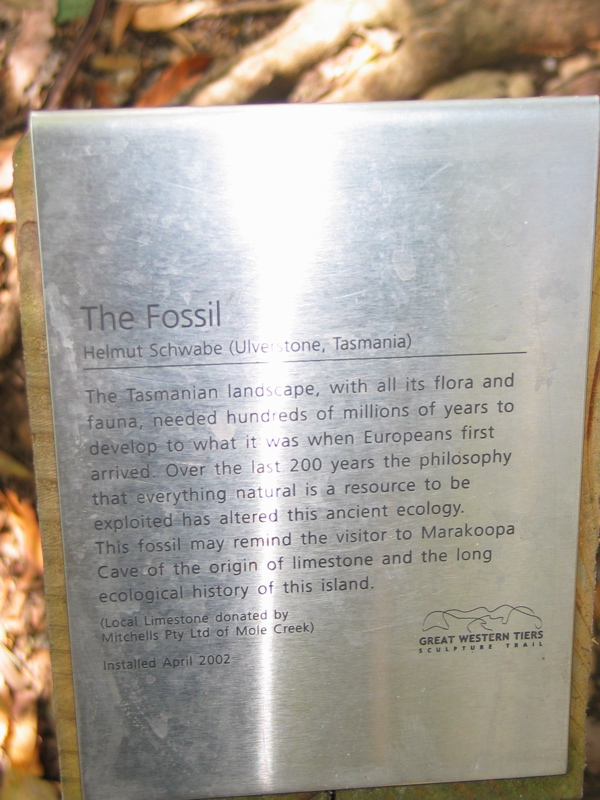 The Fossil
Helmut Schwabe (Ulverstone, Tasmania)
The Tasmanian landscape, with all its flora and
fauna, needed hundreds of millions of years to
develop to what it was when Europeans first
arrived. Over the last 200 years the philosophy
that everything natural is a resource to be
exploited has altered this ancient ecology.
This fossil may remind the visitor to Marakoopa
Cave of the origin of limestone and the long
ecological history of this island.
(Local Limestone donated by
Mitchells Pty Ltd of Mole Creek)
Installed April 2002
GREAT WESTERN TIERS
SCULPTURE TRAIL